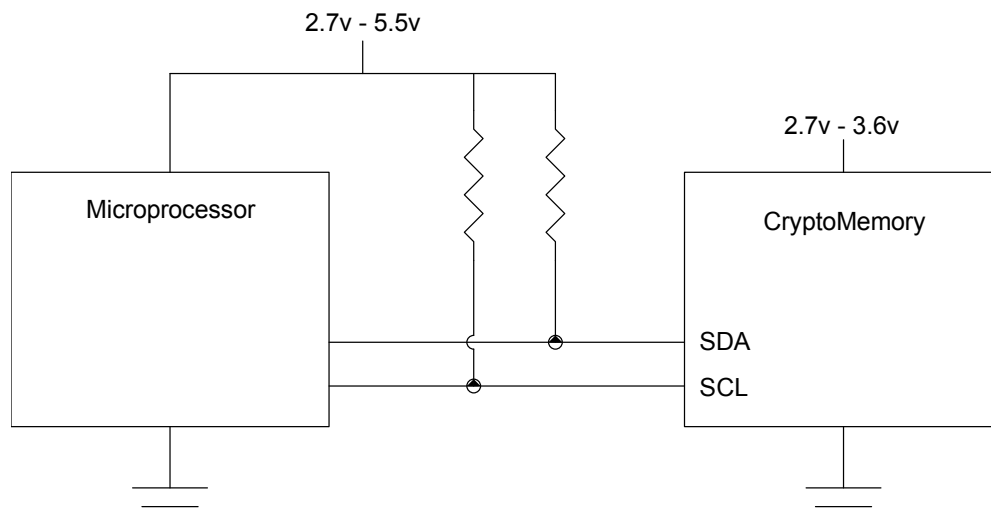 2.7v - 5.5v
2.7v - 3.6v
Microprocessor
CryptoMemory
SDA
SCL